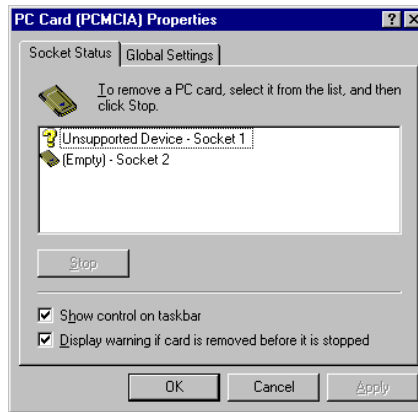 PC Card (PCMCIA) Properties
Socket Status
Global Settings
To remove a PC card, select it from the list, and then
click Stop.
Unsupported Device - Socket 1
(Empty) - Socket 2
Stop
Show control on taskbar
Display warning if card is removed before it is stopped
OK
Cancel
Apply